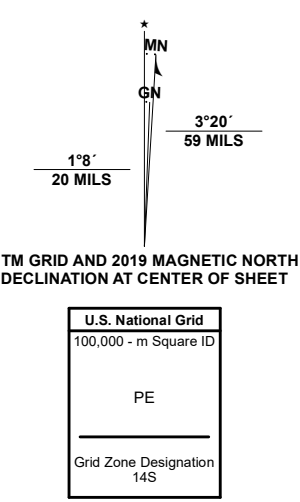 ★
MN
GN
3°20´
59 MILS
1°8´
20 MILS
TM GRID AND 2019 MAGNETIC NORTH
DECLINATION AT CENTER OF SHEET
U.S. National Grid
100,000 - m Square ID
PE
Grid Zone Designation
14S